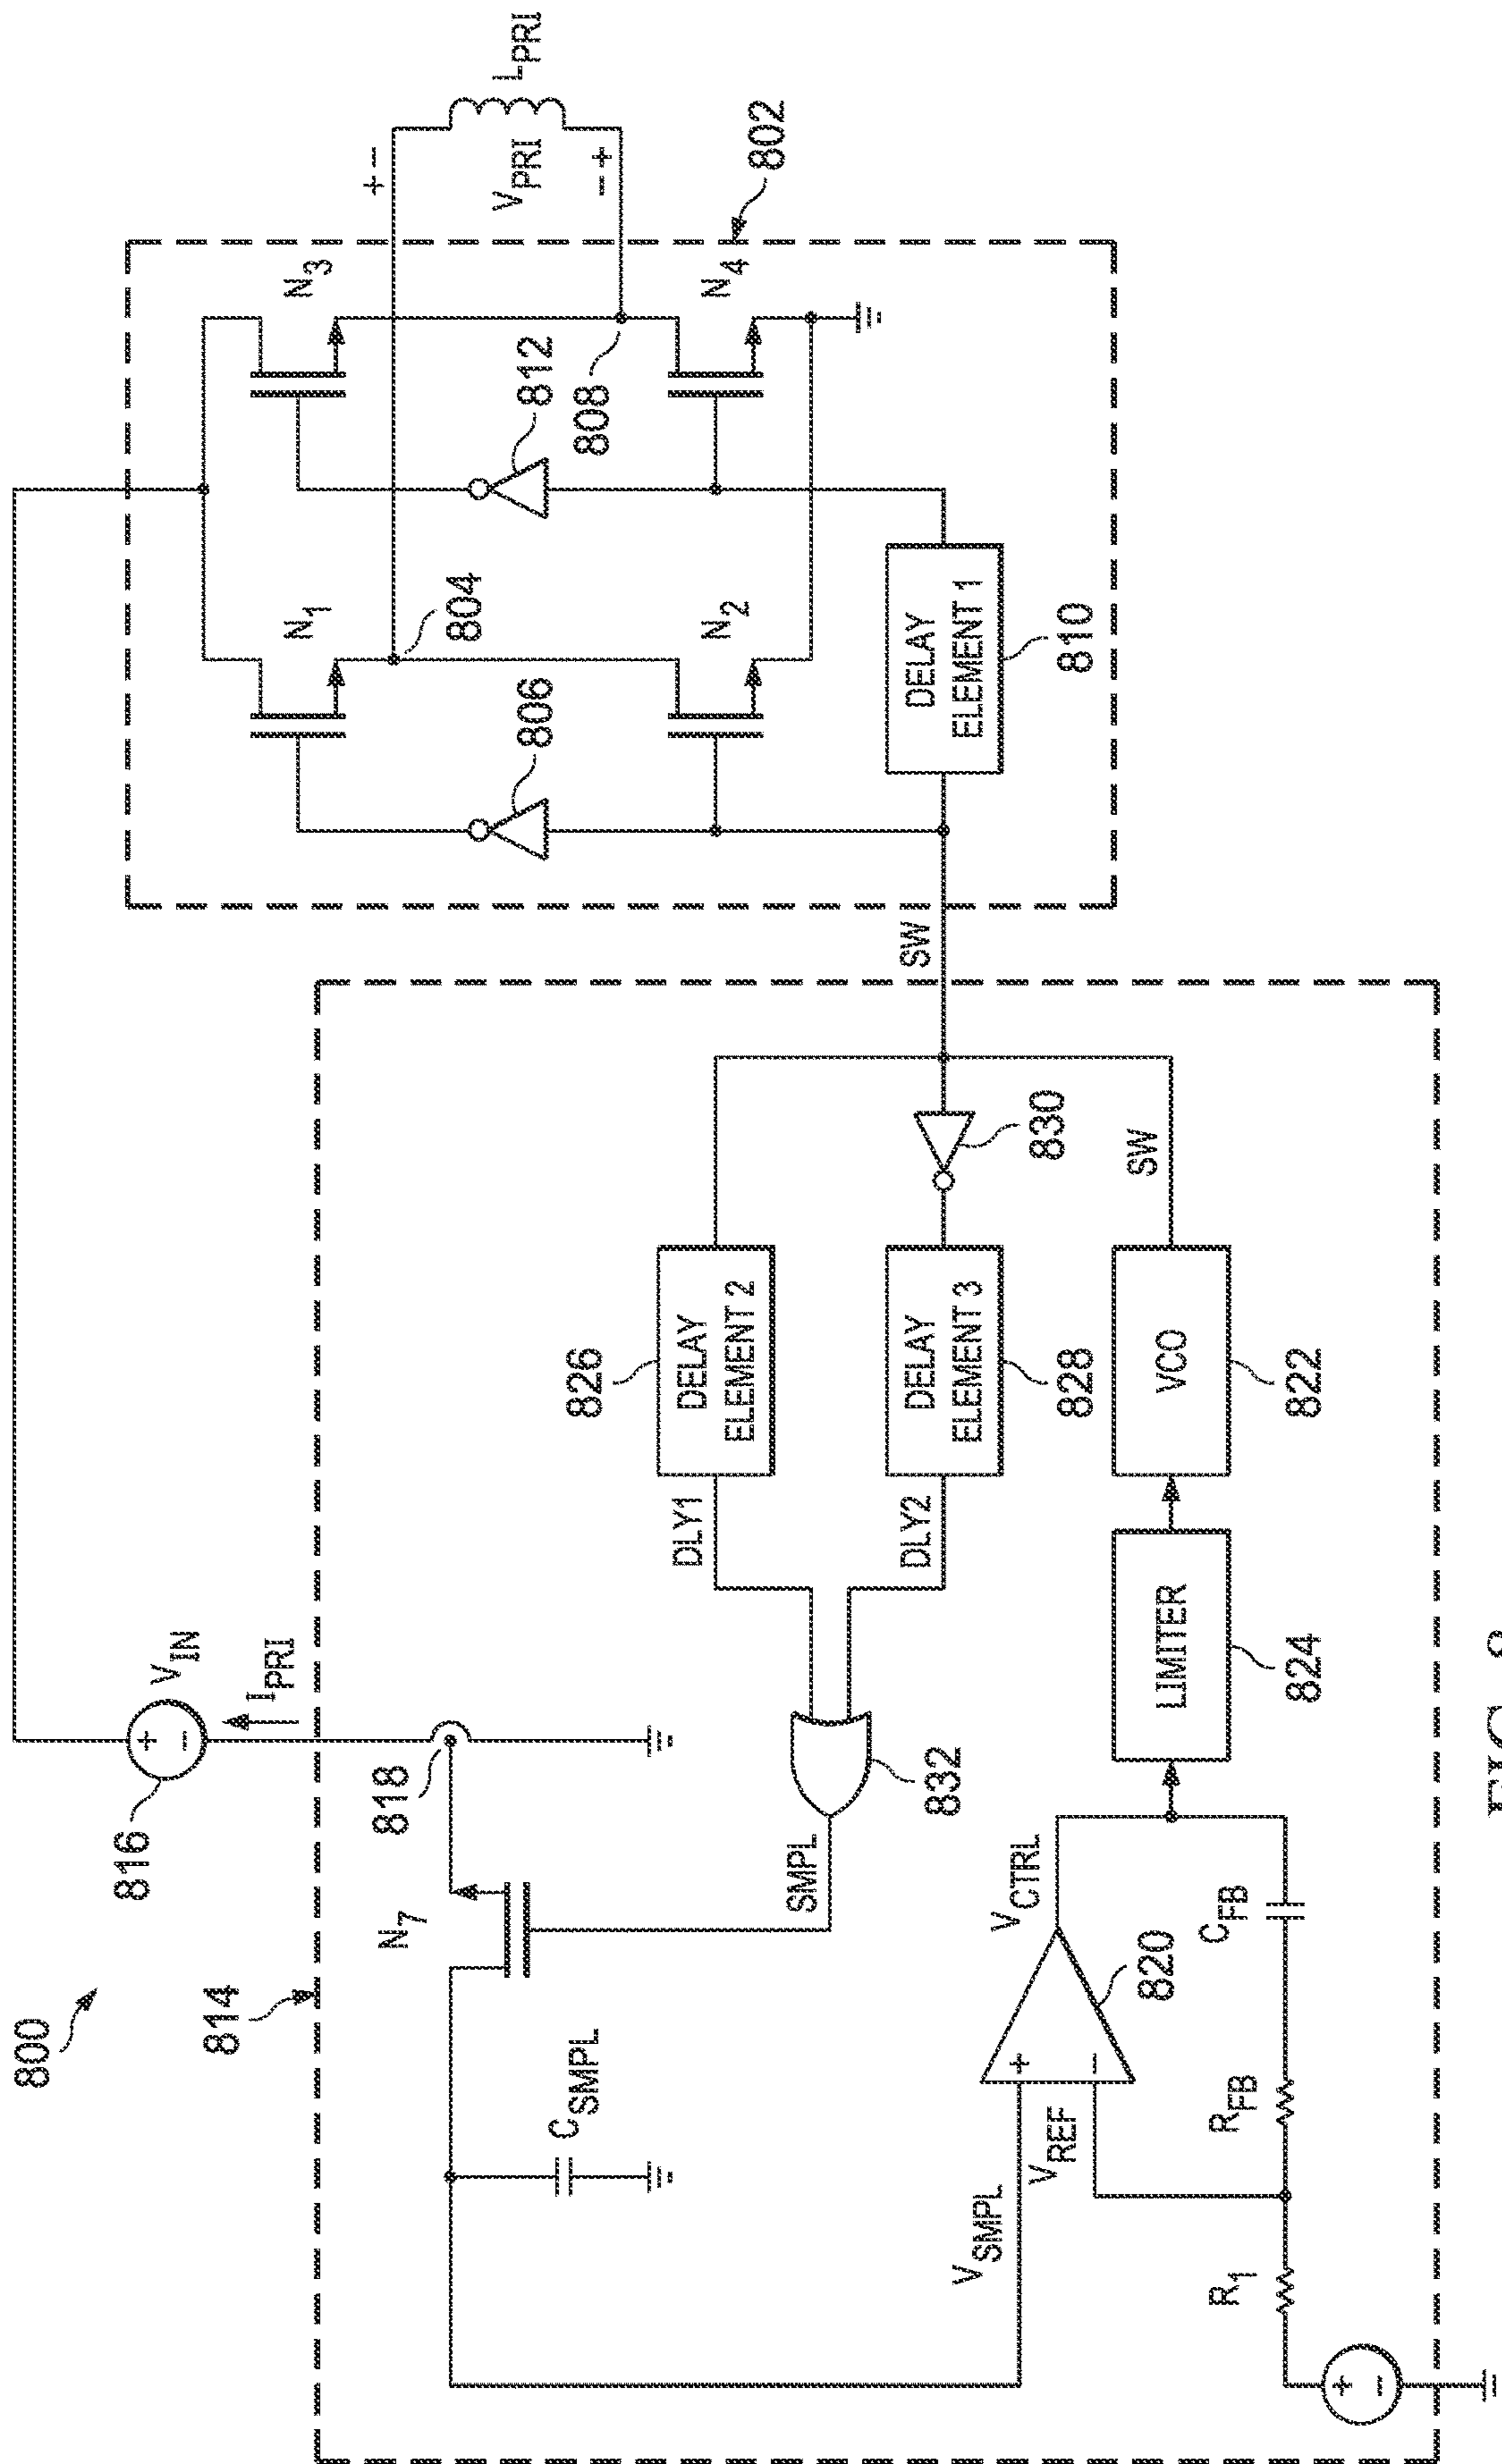 800
816
V_IN
I_PRI
814
818
N_7
C_SMPL
SMPL
832
DLY1
DLY2
826
DELAY
ELEMENT 2
DELAY
ELEMENT 3
828
830
SW
VCO
822
LIMITER
824
V_CTRL
820
+
−
V_SMPL
V_REF
R_1
R_FB
C_FB
+
−
+
−
SW
802
N_1
N_2
N_3
N_4
804
806
808
812
DELAY
ELEMENT 1
810
+ −
V_PRI
− +
L_PRI